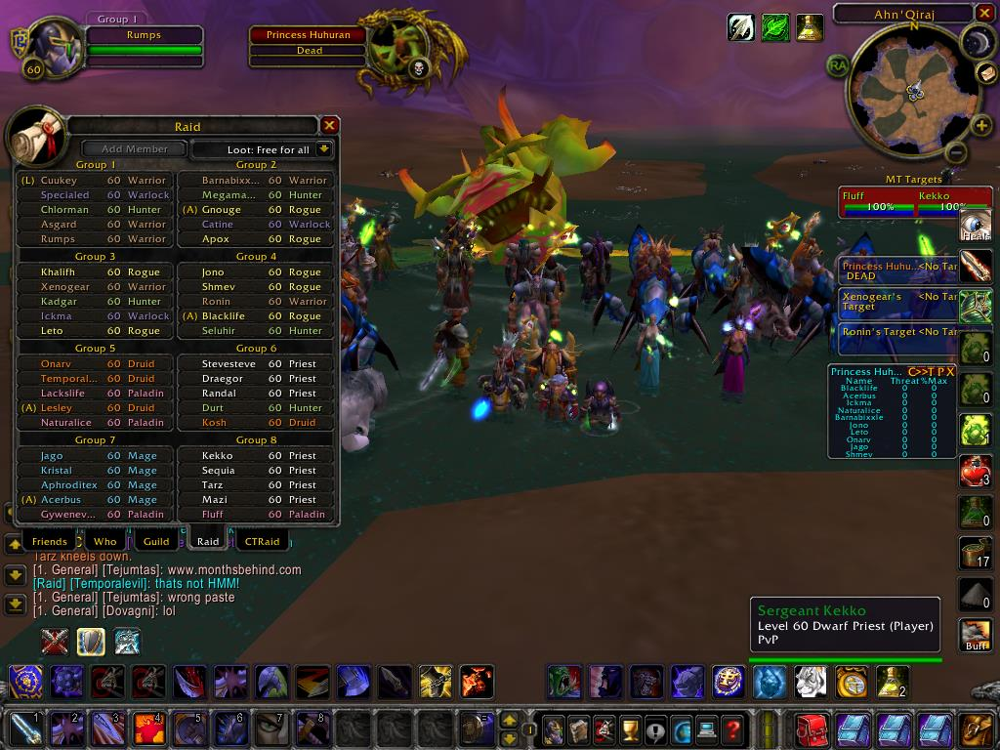 Group 1
Rumps
60
Princess Huhuran
Dead
Ahn'Qiraj
N
RA
Raid
Add Member
Loot: Free for all
Group 1
(L) Cuukey 60 Warrior
Specialed 60 Warlock
Chlorman 60 Hunter
Asgard 60 Warrior
Rumps 60 Warrior
Group 2
Barnabixx... 60 Warrior
Megama... 60 Hunter
(A) Gnouge 60 Rogue
Catine 60 Warlock
Apox 60 Rogue
Group 3
Khalifh 60 Rogue
Xenogear 60 Warrior
Kadgar 60 Hunter
Ickma 60 Warlock
Leto 60 Rogue
Group 4
Jono 60 Rogue
Shmev 60 Rogue
Ronin 60 Warrior
(A) Blacklife 60 Rogue
Seluhir 60 Hunter
Group 5
Onarv 60 Druid
Temporal... 60 Druid
Lackslife 60 Paladin
(A) Lesley 60 Druid
Naturalice 60 Paladin
Group 6
Stevesteve 60 Priest
Draegor 60 Priest
Randal 60 Priest
Durt 60 Hunter
Kosh 60 Druid
Group 7
Jago 60 Mage
Kristal 60 Mage
Aphroditex 60 Mage
(A) Acerbus 60 Mage
Gywenev... 60 Paladin
Group 8
Kekko 60 Priest
Sequia 60 Priest
Tarz 60 Priest
Mazi 60 Priest
Fluff 60 Paladin
Friends Who Guild Raid CTRaid
Tarz kneels down.
[1. General] [Tejumtas]: www.monthsbehind.com
[Raid] [Temporalevil]: thats not HMM!
[1. General] [Tejumtas]: wrong paste
[1. General] [Dovagni]: lol
MT Targets
Fluff Kekko
100% 100%
Heal
Princess Huhu... <No Tar
DEAD
Xenogear's <No Tar
Target
Ronin's Target <No Tar
Princess Huh... C>>T P X
Name Threat %Max
Blacklife 0 0
Acerbus 0 0
Ickma 0 0
Naturalice 0 0
Barnabixxle 0 0
Jono 0 0
Leto 0 0
Onarv 0 0
Jago 0 0
Shmev 0 0
0
0
1
3
0
17
0
Buff
Sergeant Kekko
Level 60 Dwarf Priest (Player)
PvP
2
1 2 3 4 5 6 7 8 =
1